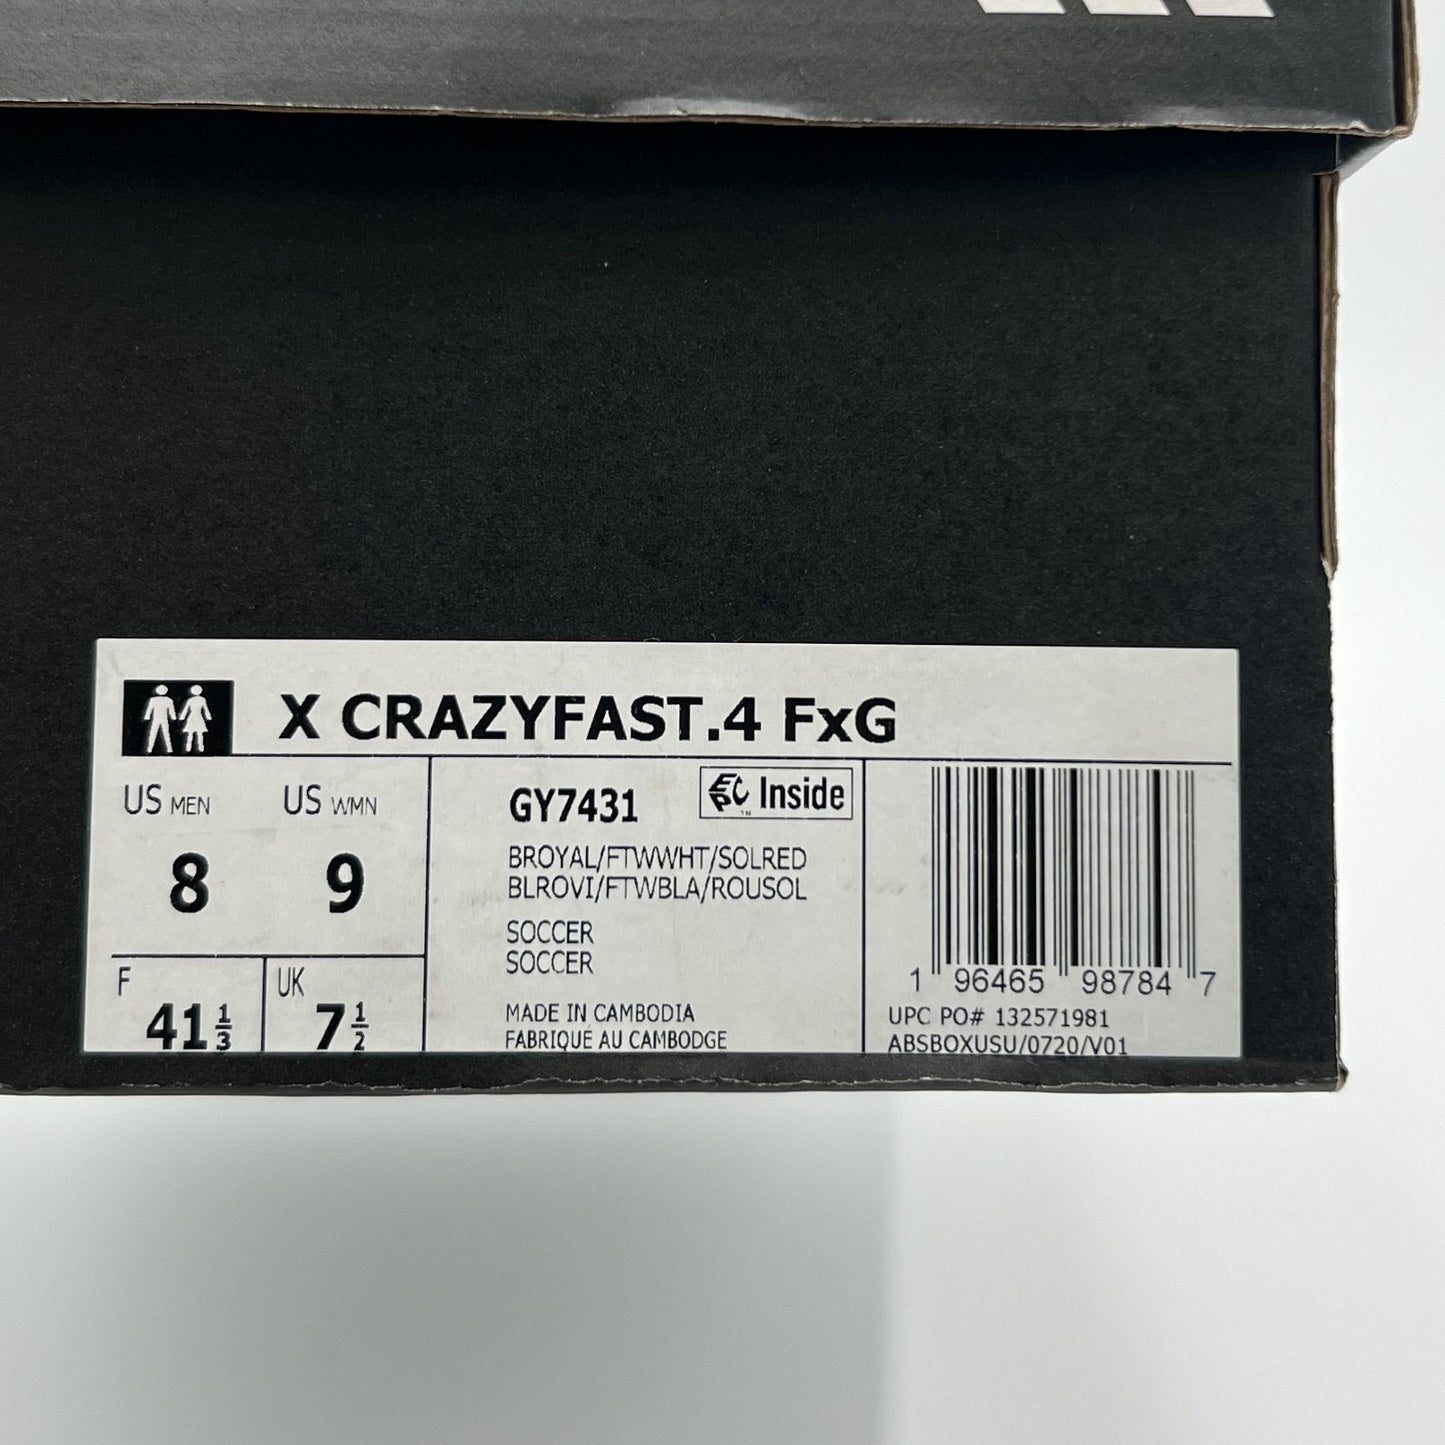 X CRAZYFAST.4 FxG
US MEN US WMN
8 9
F 41 1/3
UK 7 1/2
GY7431
EPC Inside
BROYAL/FTWWHT/SOLRED
BLROVI/FTWBLA/ROUSOL
SOCCER
SOCCER
MADE IN CAMBODIA
FABRIQUÉ AU CAMBODGE
1 96465 98784 7
UPC PO# 132571981
ABSBOXUSU/0720/V01